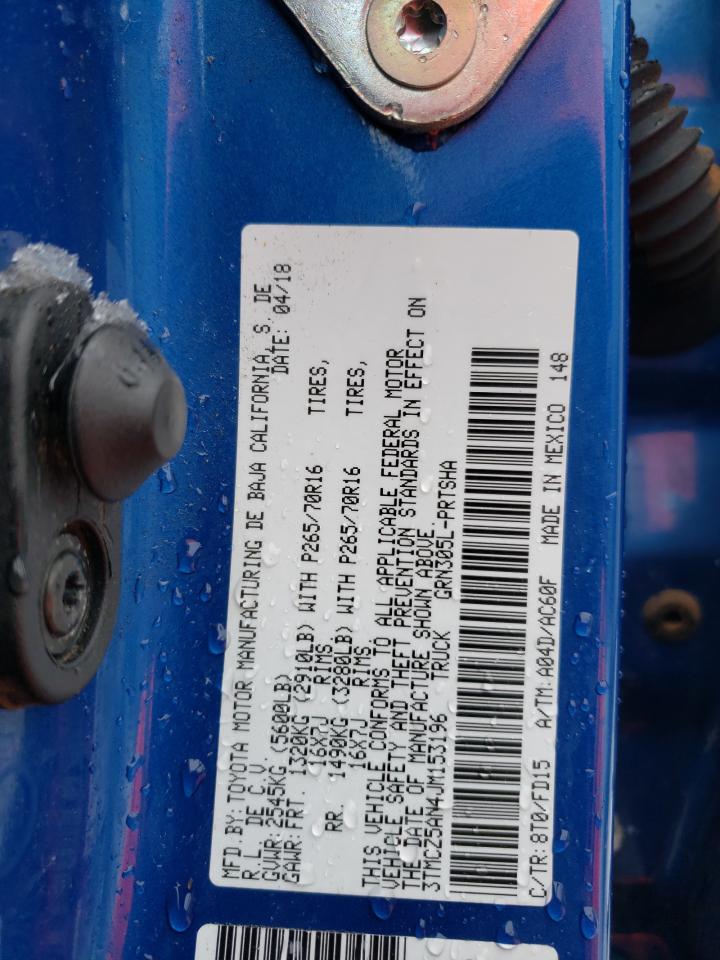 MFD.BY:TOYOTA MOTOR MANUFACTURING DE BAJA CALIFORNIA,S. DE
R L. DE C.V. DATE: 04/18
GVWR:2545KG (5600LB)
GAWR:FRT. 1320KG (2910LB) WITH P265/70R16 TIRES,
16X7J RIMS
RR. 1490KG (3280LB) WITH P265/70R16 TIRES,
16X7J RIMS
THIS VEHICLE CONFORMS TO ALL APPLICABLE FEDERAL MOTOR
VEHICLE SAFETY AND THEFT PREVENTION STANDARDS IN EFFECT ON
THE DATE OF MANUFACTURE SHOWN ABOVE.
3TMCZ5AN4JM153196 TRUCK GRN305L-PRTSHA
C/TR:8T0/FD15 A/TM:A04D/AC60F MADE IN MEXICO 148